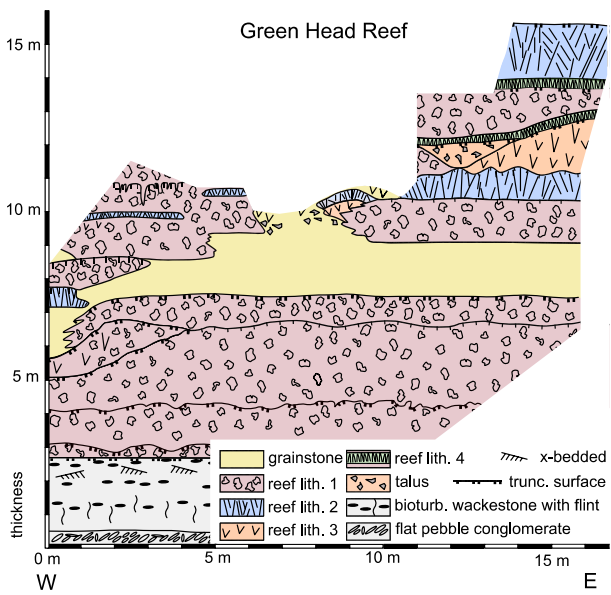 Green Head Reef
15 m
10 m
5 m
thickness
grainstone
reef lith. 1
reef lith. 2
reef lith. 3
reef lith. 4
talus
x-bedded
trunc. surface
bioturb. wackestone with flint
flat pebble conglomerate
0 m
5 m
10 m
15 m
W
E